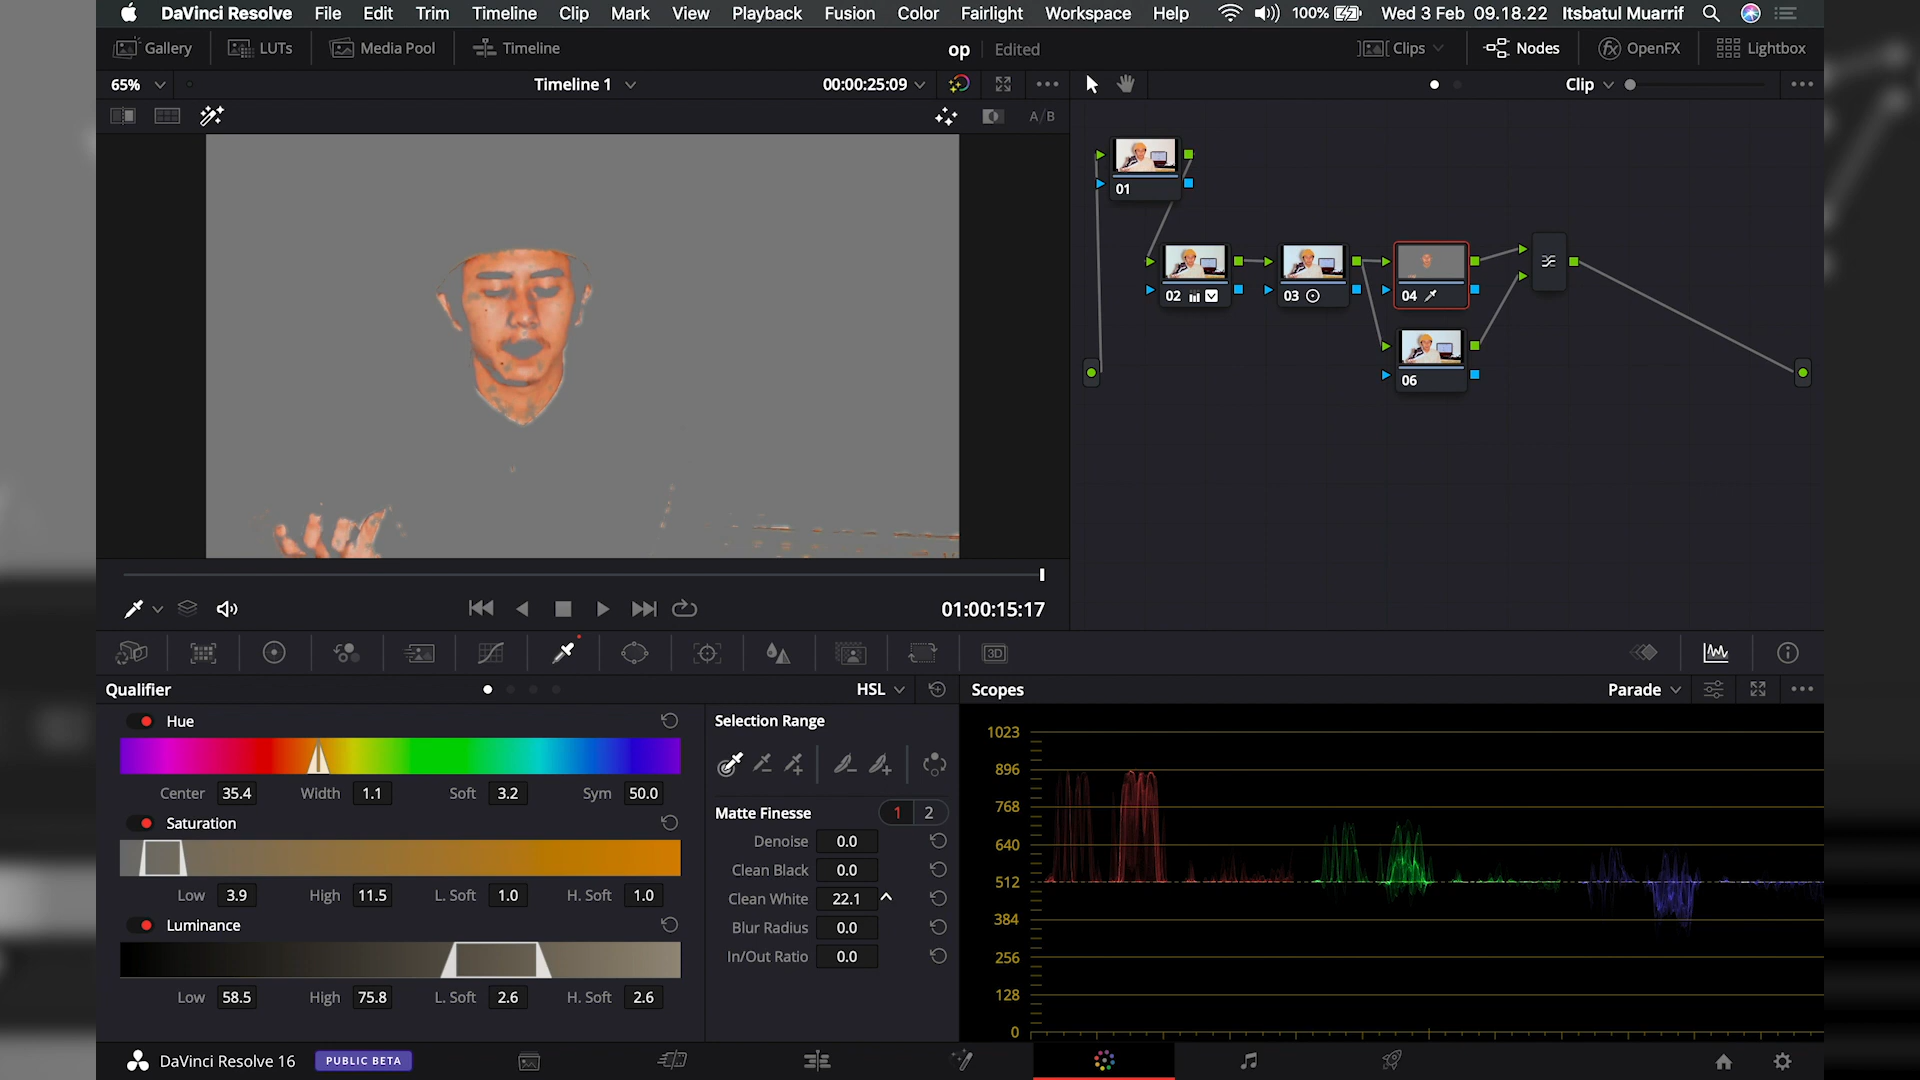 DaVinci Resolve File Edit Trim Timeline Clip Mark View Playback Fusion Color Fairlight Workspace Help 100% Wed 3 Feb 09.18.22 Itsbatul Muarrif
Gallery LUTs Media Pool Timeline op Edited Clips Nodes OpenFX Lightbox
65% Timeline 1 00:00:25:09 Clip
A/B
01
02 03 04
06
01:00:15:17
3D
Qualifier HSL Scopes Parade
Hue
Center 35.4 Width 1.1 Soft 3.2 Sym 50.0
Saturation
Low 3.9 High 11.5 L. Soft 1.0 H. Soft 1.0
Luminance
Low 58.5 High 75.8 L. Soft 2.6 H. Soft 2.6
Selection Range
Matte Finesse 1 2
Denoise 0.0
Clean Black 0.0
Clean White 22.1
Blur Radius 0.0
In/Out Ratio 0.0
1023
896
768
640
512
384
256
128
0
DaVinci Resolve 16 PUBLIC BETA